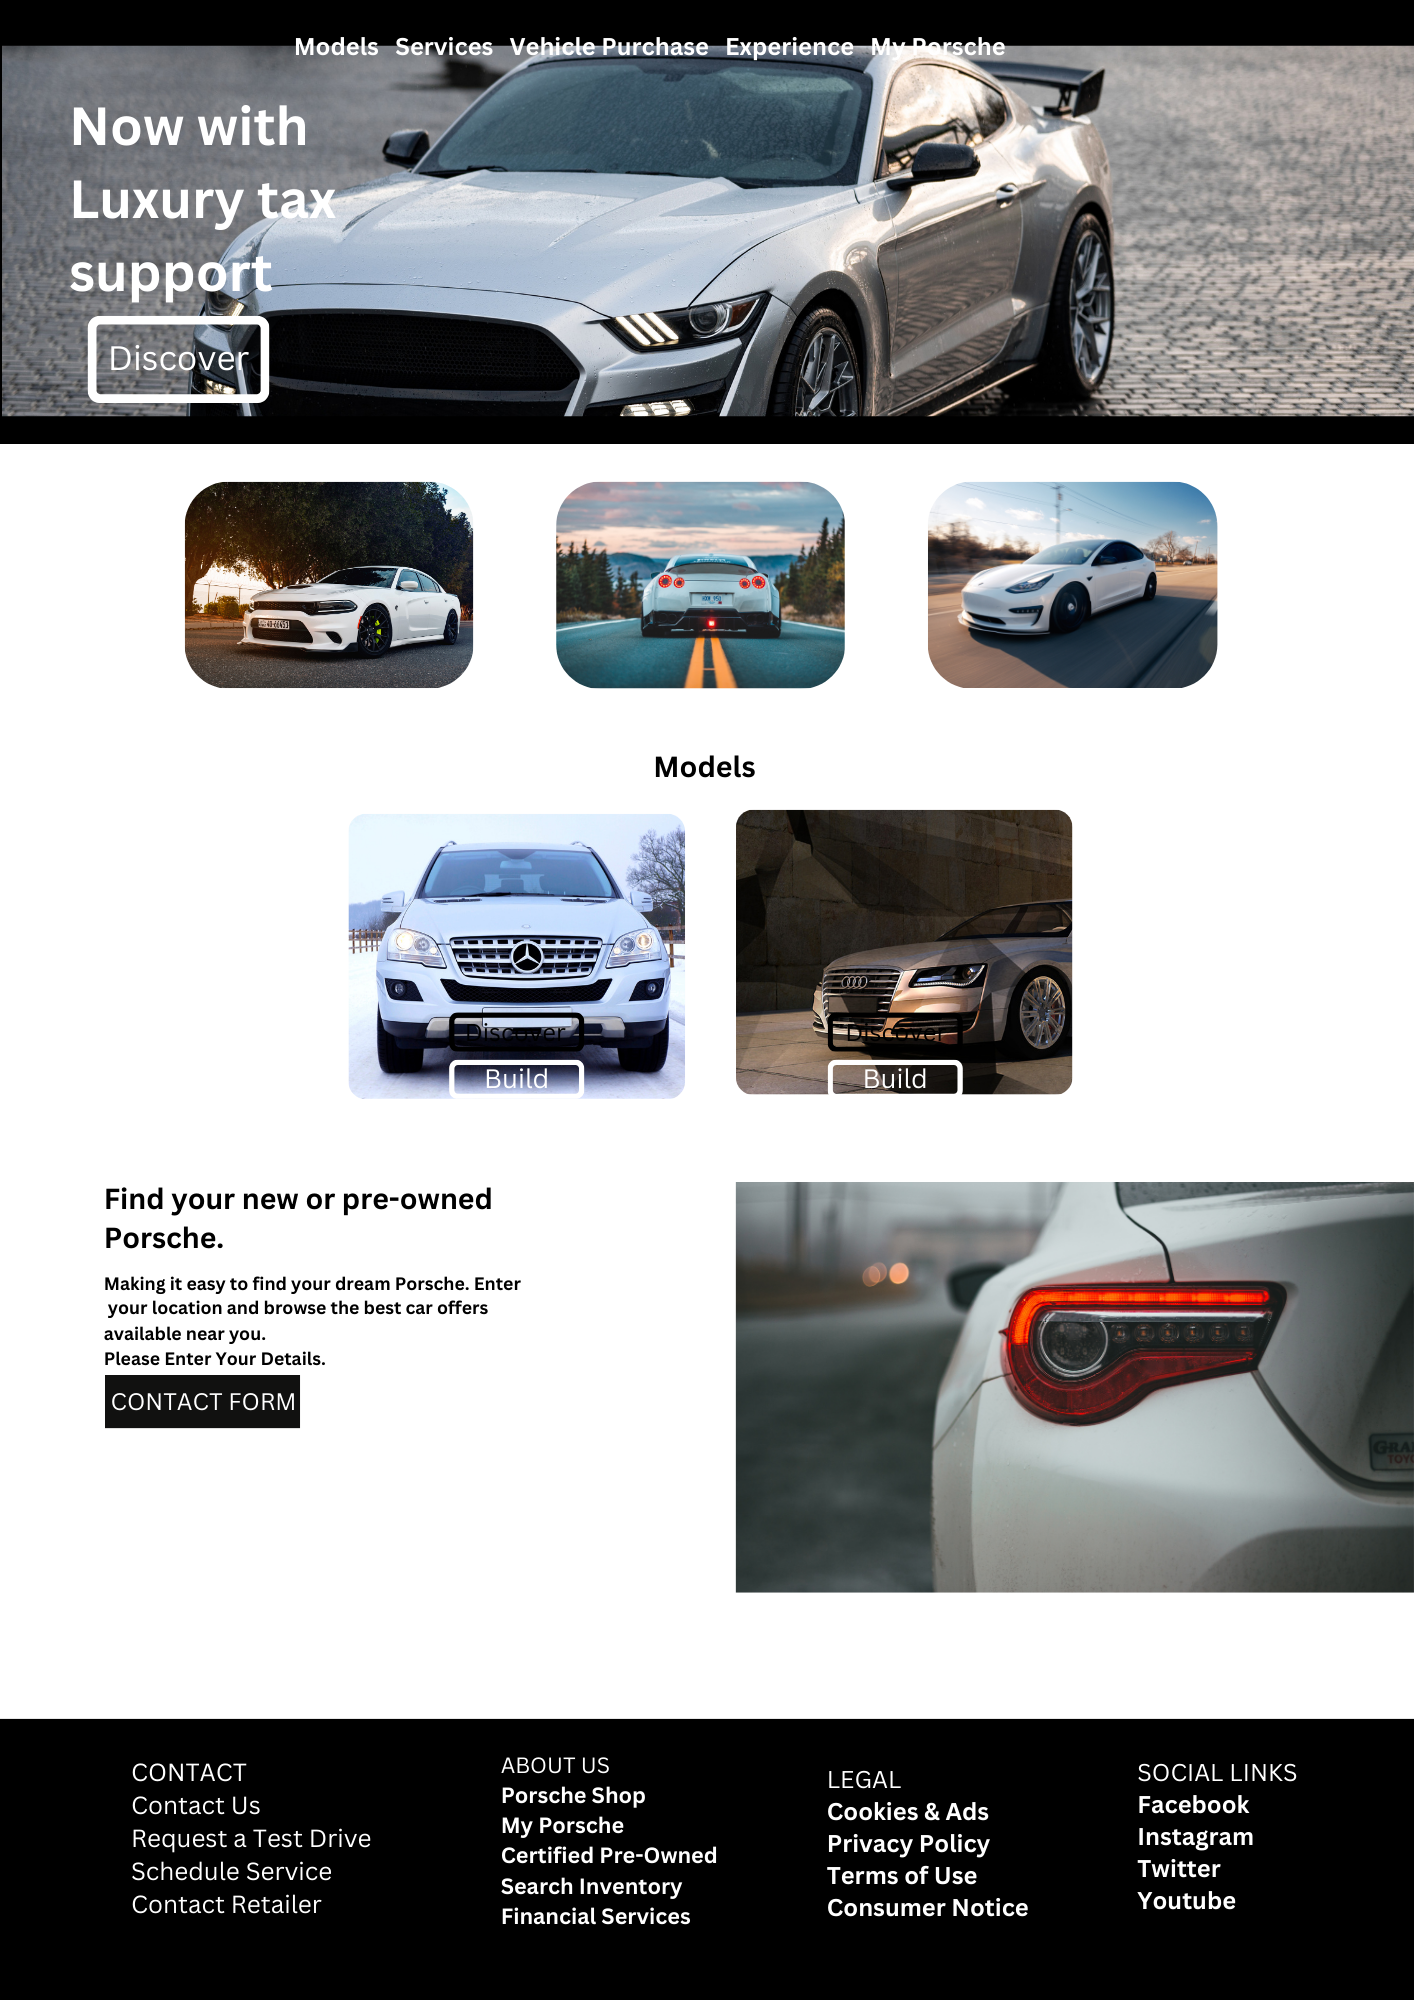 Models Services Vehicle Purchase Experience My Porsche
Now with
Luxury tax
support
Discover
Models
Discover
Build
Discover
Build
Find your new or pre-owned
Porsche.
Making it easy to find your dream Porsche. Enter
your location and browse the best car offers
available near you.
Please Enter Your Details.
CONTACT FORM
CONTACT
Contact Us
Request a Test Drive
Schedule Service
Contact Retailer
ABOUT US
Porsche Shop
My Porsche
Certified Pre-Owned
Search Inventory
Financial Services
LEGAL
Cookies & Ads
Privacy Policy
Terms of Use
Consumer Notice
SOCIAL LINKS
Facebook
Instagram
Twitter
Youtube